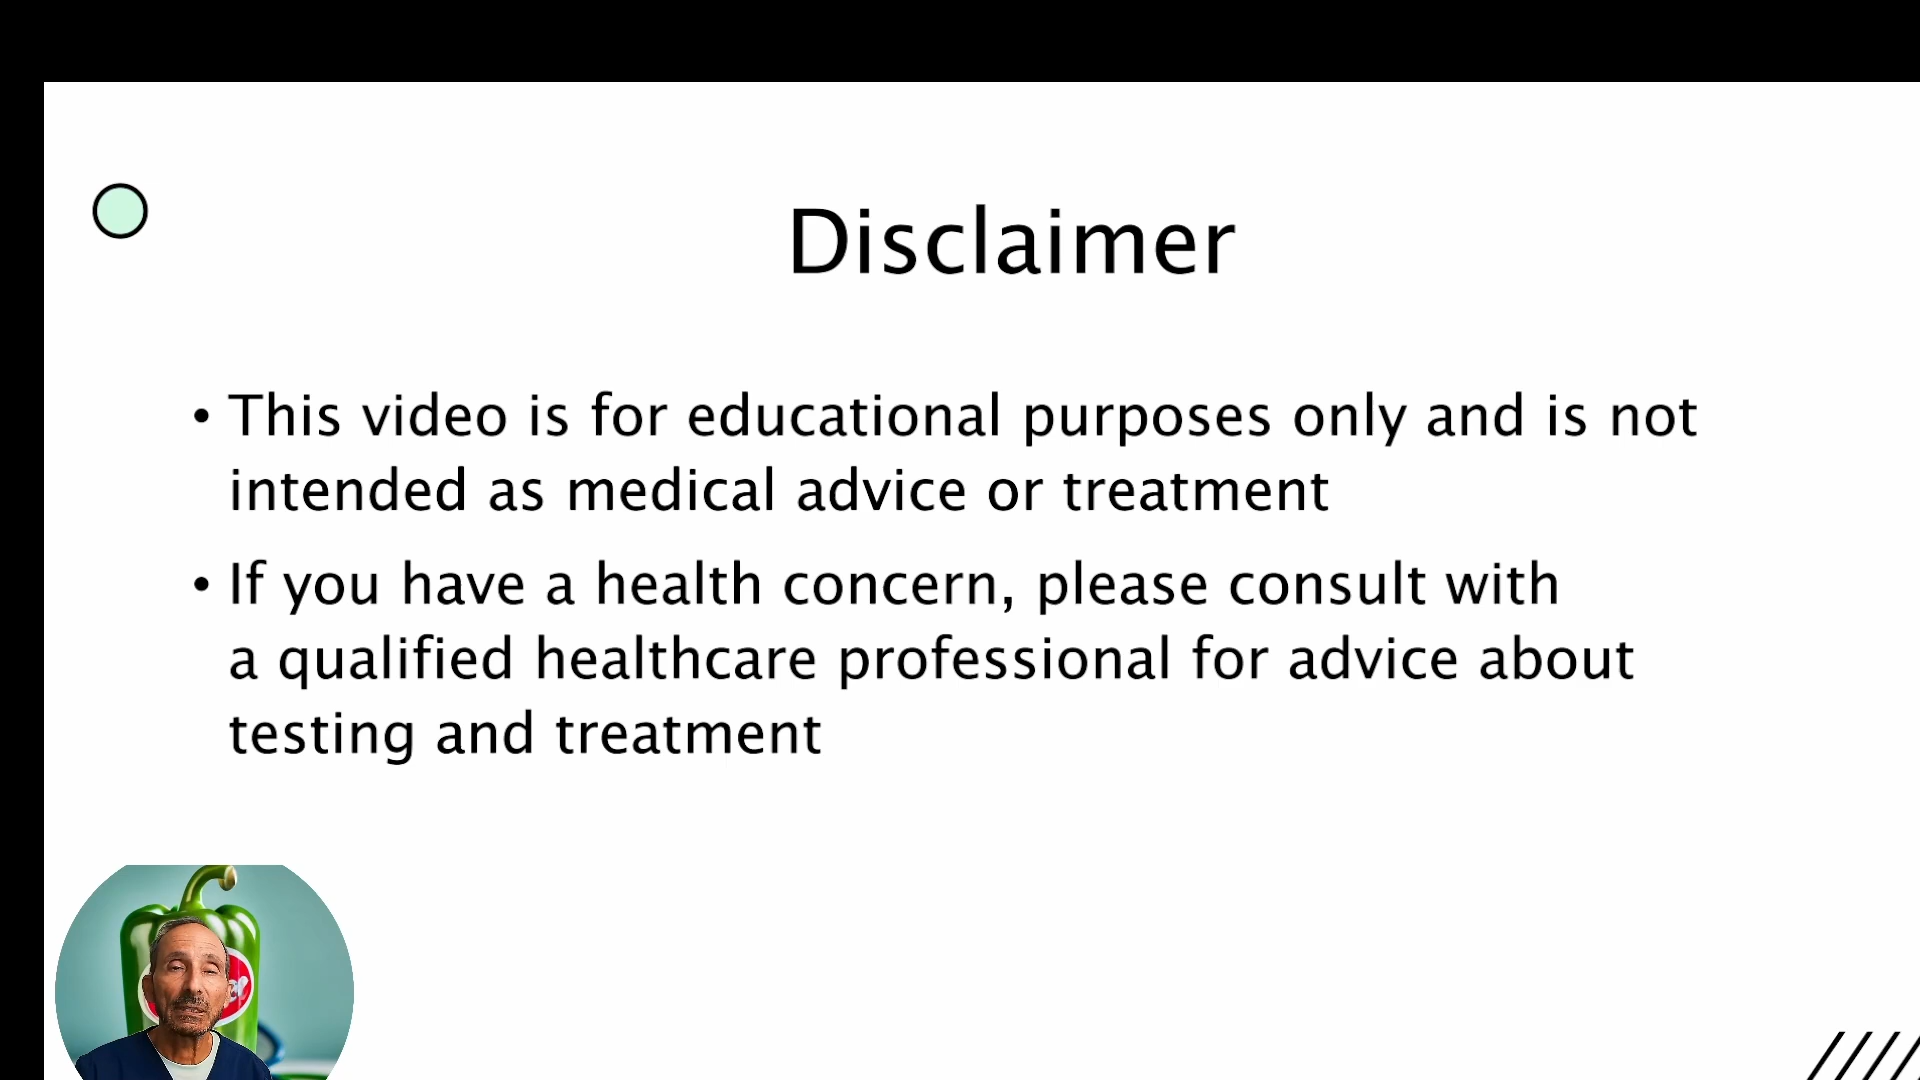 Disclaimer
• This video is for educational purposes only and is not
intended as medical advice or treatment
• If you have a health concern, please consult with
a qualified healthcare professional for advice about
testing and treatment